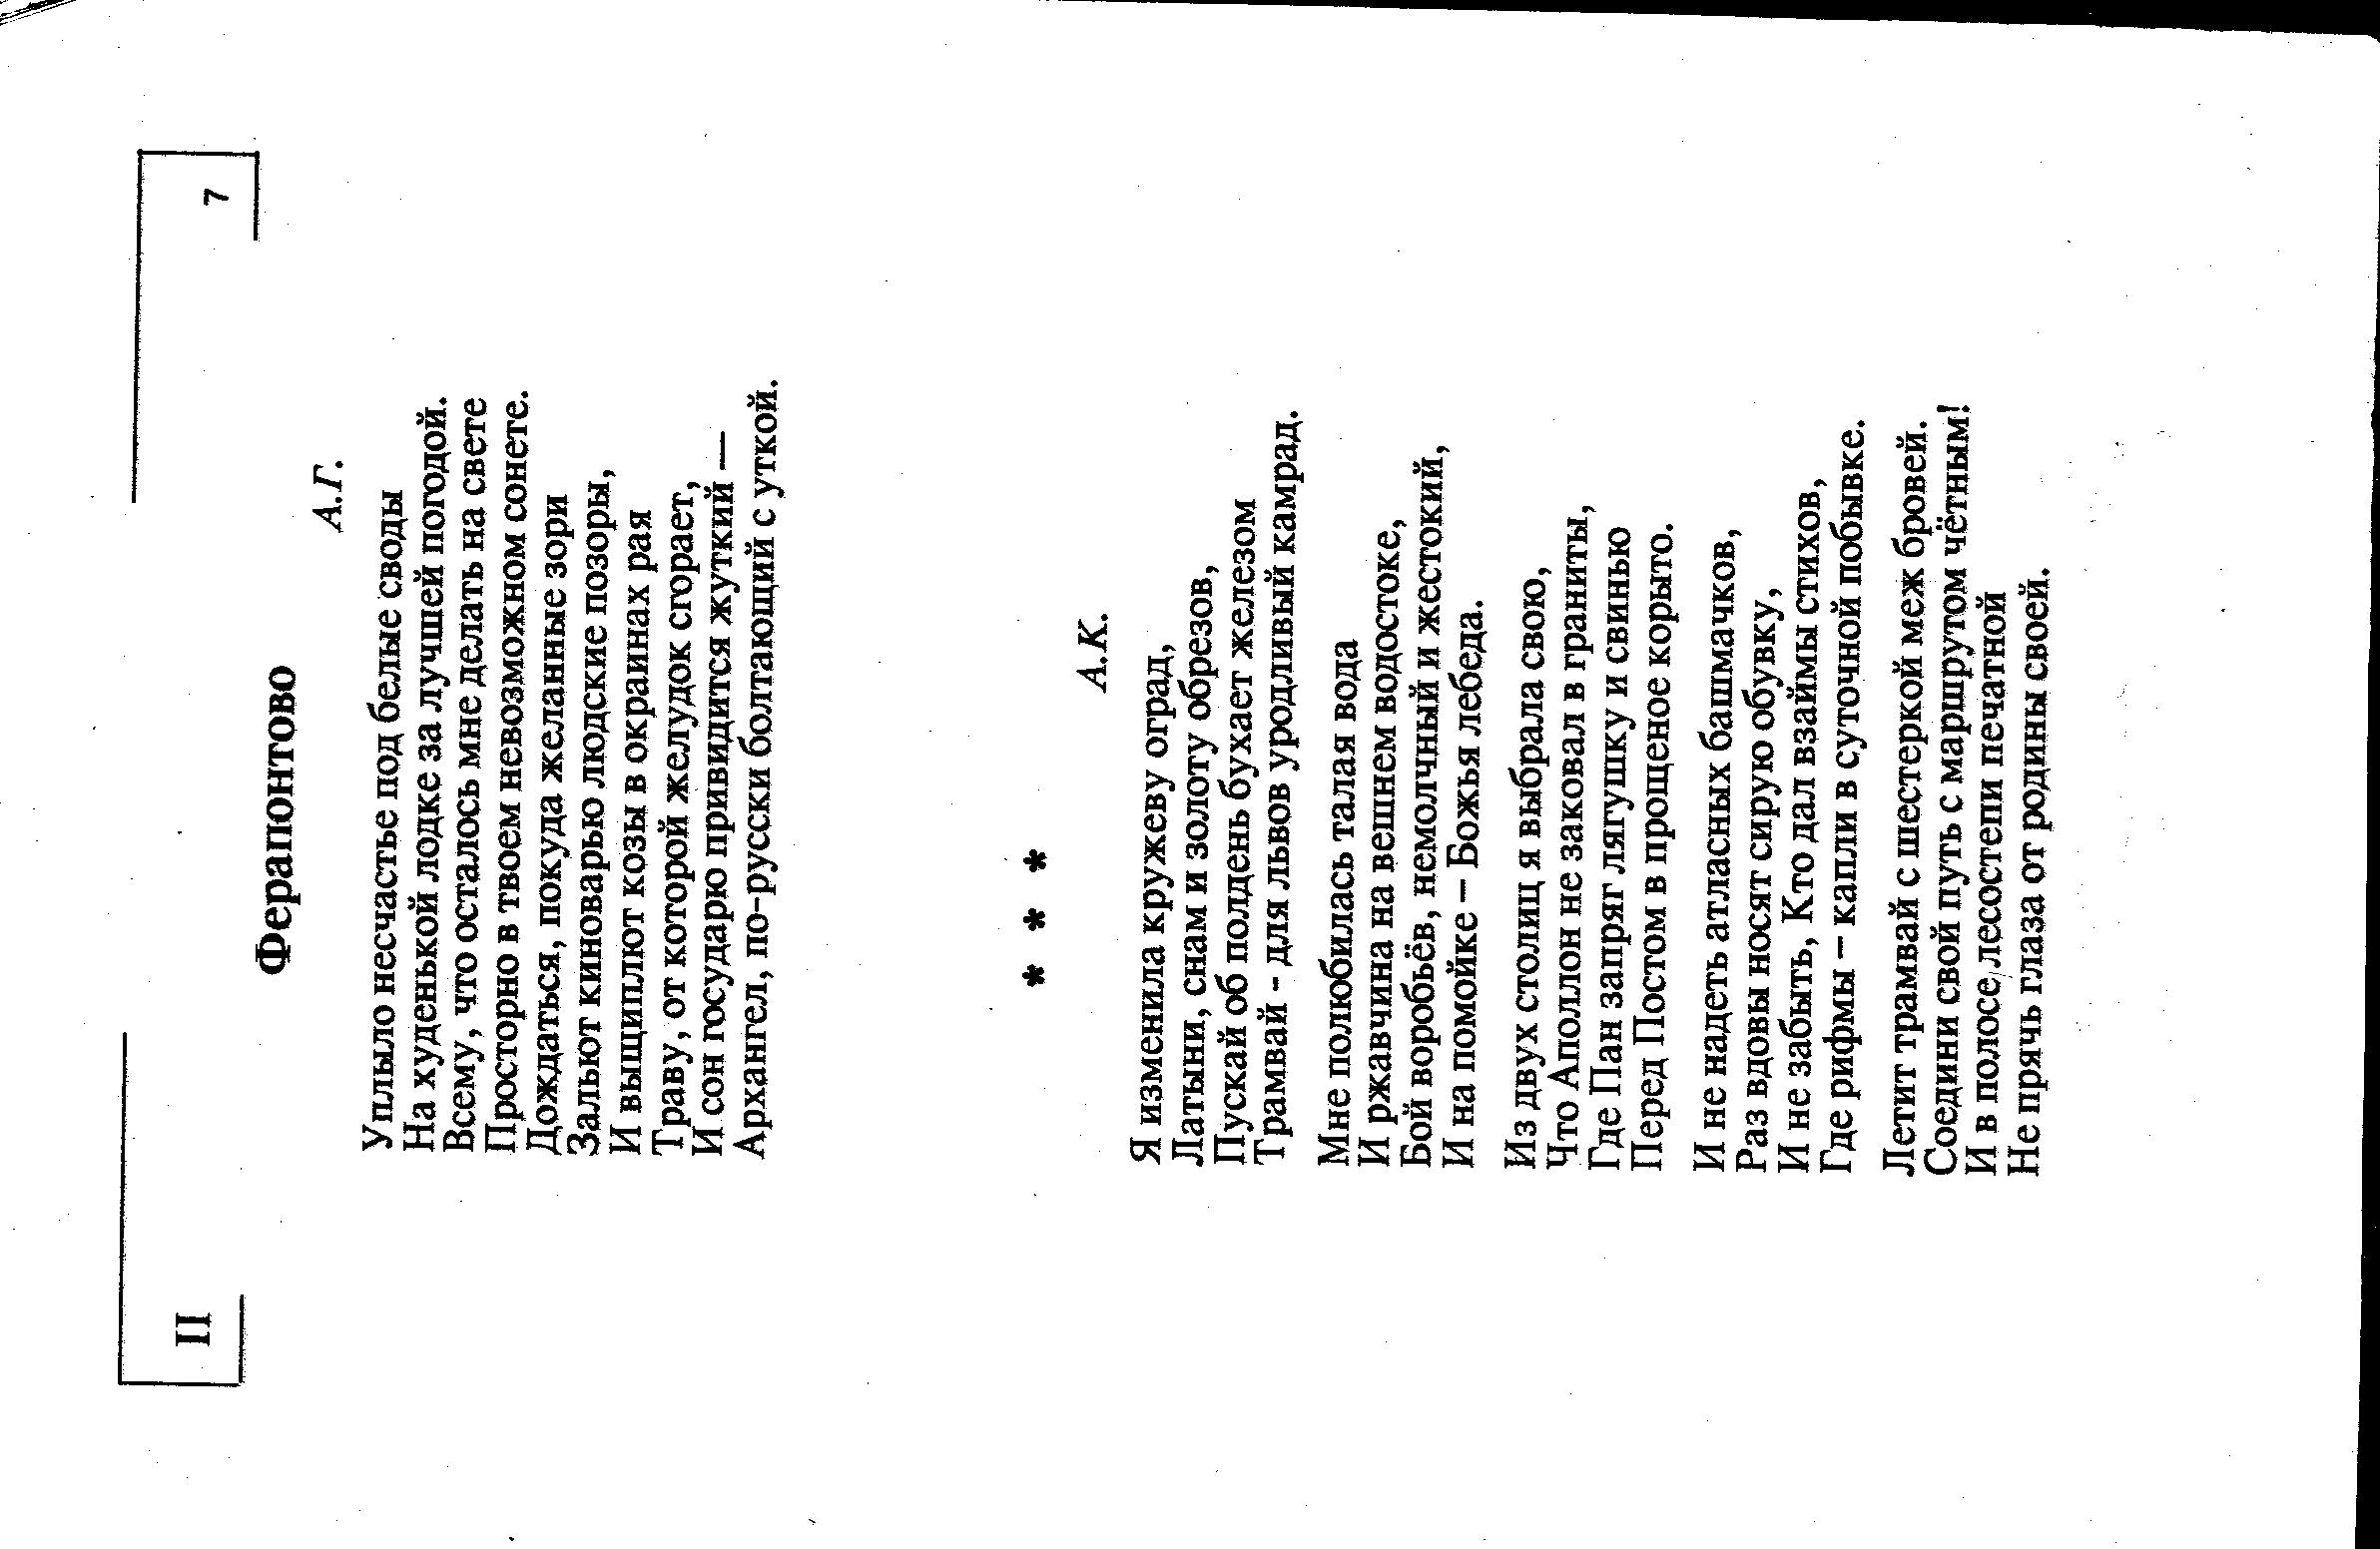 II
7
Ферапонтово
А.Г.
Уплыло несчастье под белые своды
На худенькой лодке за лучшей погодой.
Всему, что осталось мне делать на свете
Просторно в твоем невозможном сонете.
Дождаться, покуда желанные зори
Зальют киноварью людские позоры,
И выщиплют козы в окраинах рая
Траву, от которой желудок сгорает,
И сон государю привидится жуткий —
Архангел, по-русски болтающий с уткой.
* * *
А.К.
Я изменила кружеву оград,
Латыни, снам и золоту обрезов,
Пускай об полдень бухает железом
Трамвай - для львов уродливый камрад.
Мне полюбилась талая вода
И ржавчина на вешнем водостоке,
Бой воробьёв, немолчный и жестокий,
И на помойке – Божья лебеда.
Из двух столиц я выбрала свою,
Что Аполлон не заковал в граниты,
Где Пан запряг лягушку и свинью
Перед Постом в прощеное корыто.
И не надеть атласных башмачков,
Раз вдовы носят сирую обувку,
И не забыть, Кто дал взаймы стихов,
Где рифмы – капли в суточной побывке.
Летит трамвай с шестеркой меж бровей.
Соедини свой путь с маршрутом чётным!
И в полосе, лесостепи печатной
Не прячь глаза от родины своей.